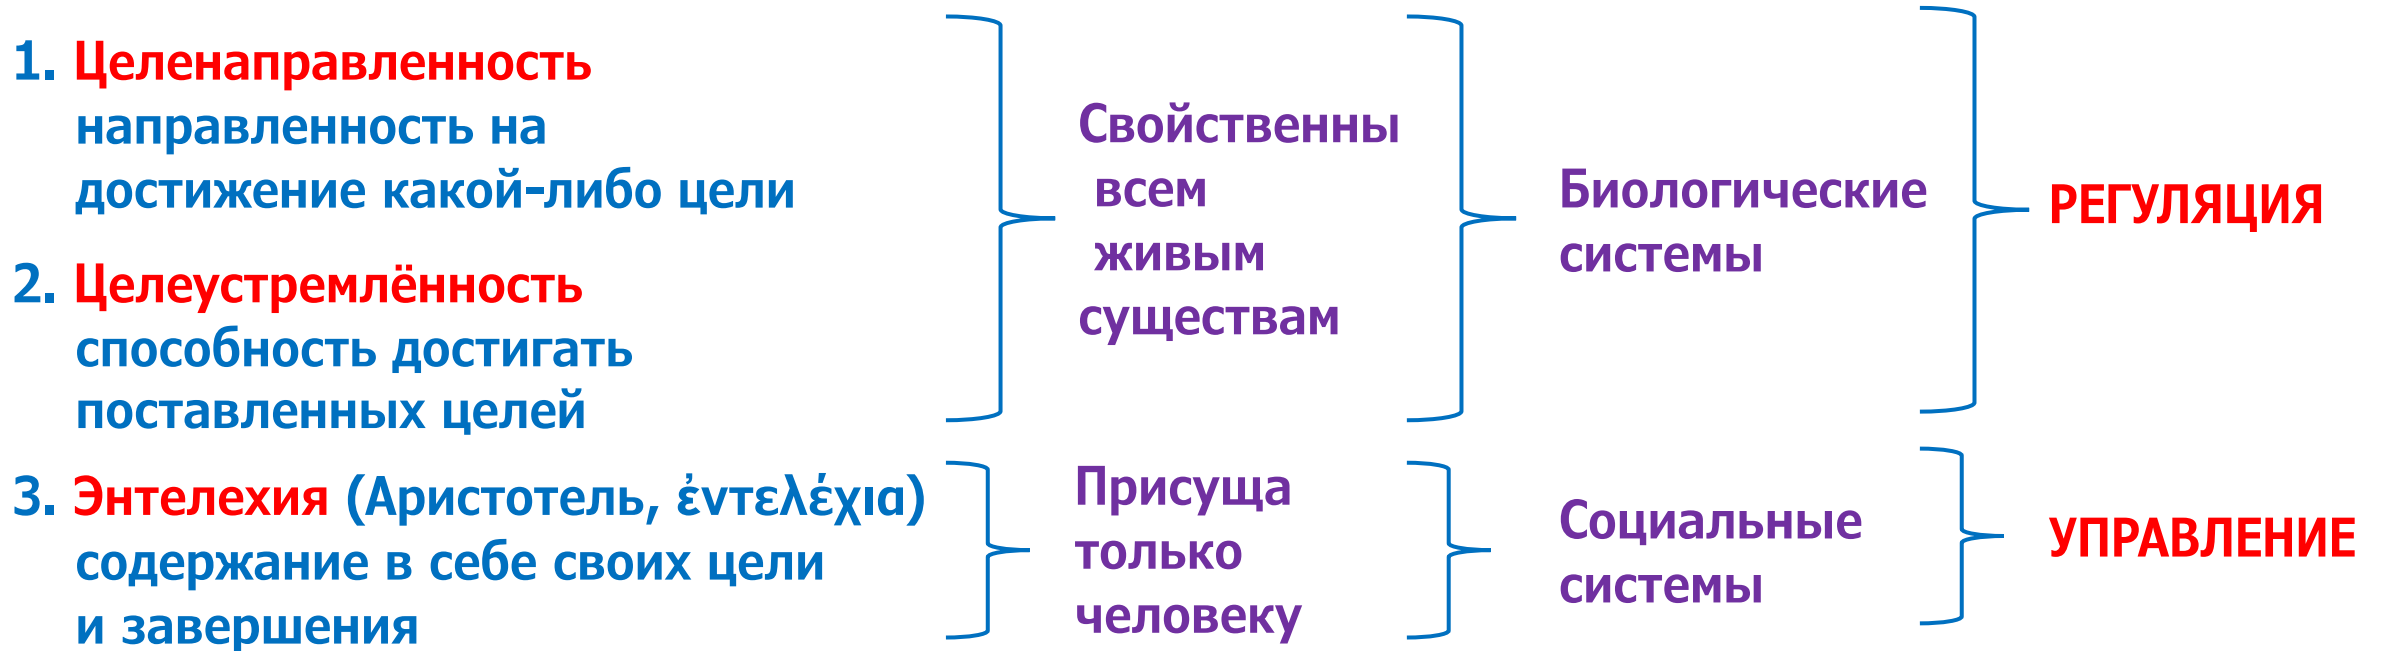 1. Целенаправленность
направленность на
достижение какой-либо цели
2. Целеустремлённость
способность достигать
поставленных целей
Свойственны
всем
живым
существам
Биологические
системы
РЕГУЛЯЦИЯ
3. Энтелехия (Аристотель, ἐντελέχια)
содержание в себе своих цели
и завершения
Присуща
только
человеку
Социальные
системы
УПРАВЛЕНИЕ